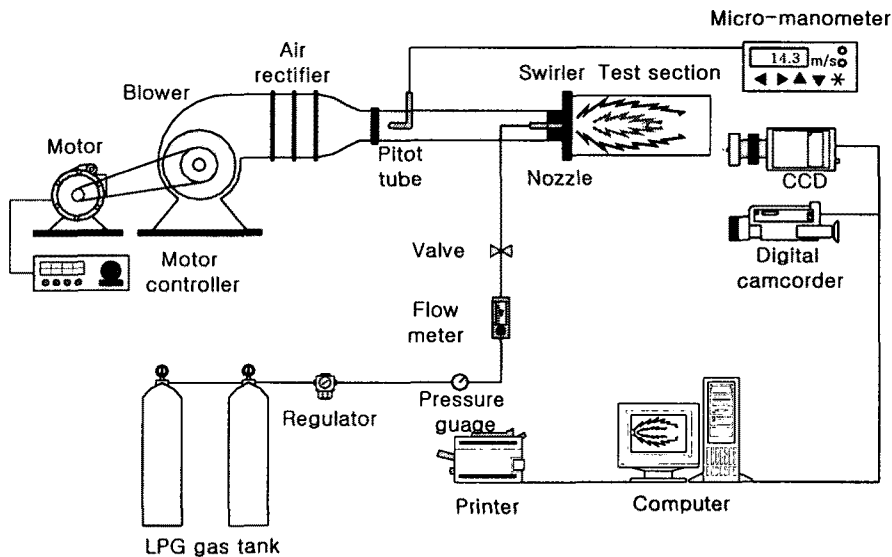 Micro-manometer
14.3 m/s
Air
rectifier
Swirler Test section
Blower
Motor
Pitot
tube
Nozzle
CCD
Motor
controller
Valve
Digital
camcorder
Flow
meter
Regulator
Pressure
guage
Printer
Computer
LPG gas tank